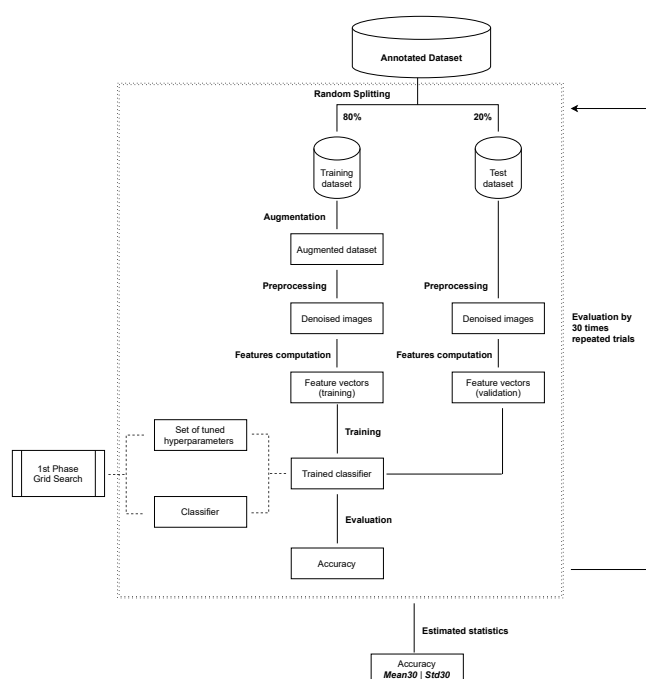 Annotated Dataset
Random Splitting
80%
20%
Training
dataset
Test
dataset
Augmentation
Augmented dataset
Preprocessing
Preprocessing
Denoised images
Denoised images
Evaluation by
30 times
repeated trials
Features computation
Features computation
Feature vectors
(training)
Feature vectors
(validation)
Set of tuned
hyperparameters
Training
1st Phase
Grid Search
Trained classifier
Classifier
Evaluation
Accuracy
Estimated statistics
Accuracy
Mean30 | Std30